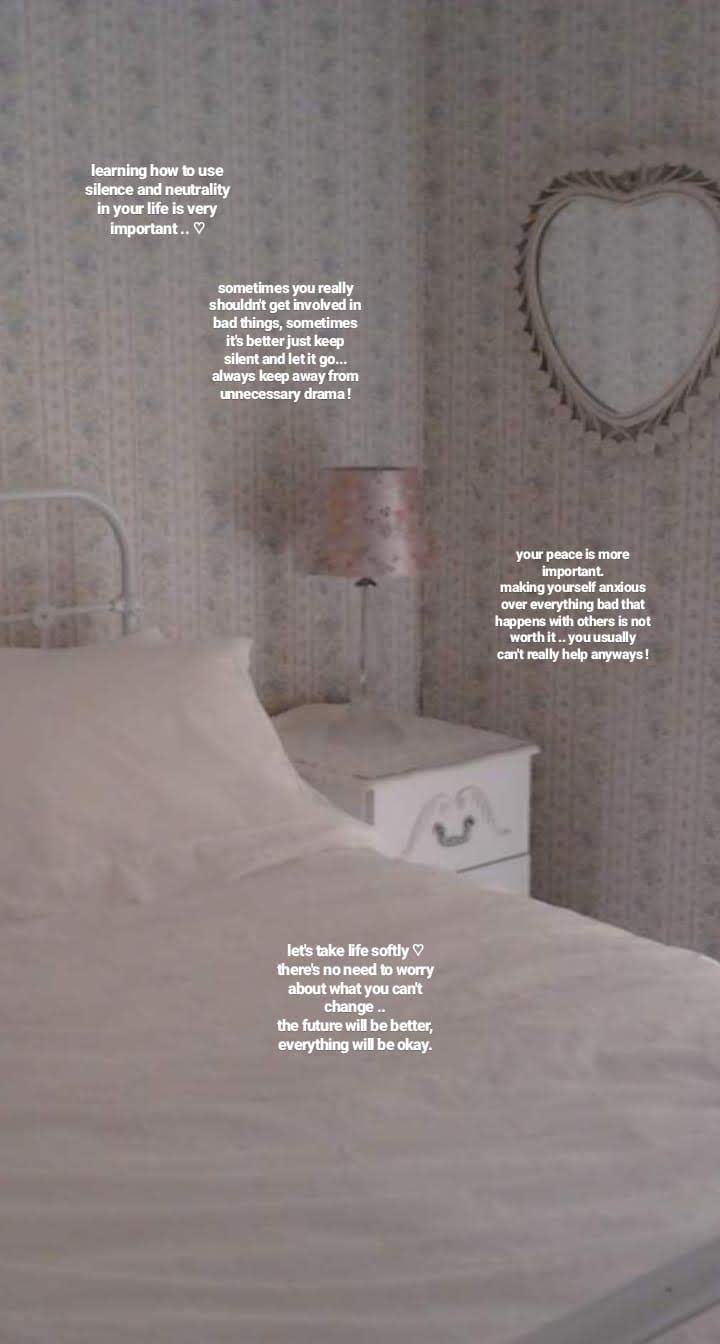 learning how to use
silence and neutrality
in your life is very
important .. ♡
sometimes you really
shouldn't get involved in
bad things, sometimes
it's better just keep
silent and let it go...
always keep away from
unnecessary drama !
your peace is more
important.
making yourself anxious
over everything bad that
happens with others is not
worth it .. you usually
can't really help anyways !
let's take life softly ♡
there's no need to worry
about what you can't
change ..
the future will be better,
everything will be okay.